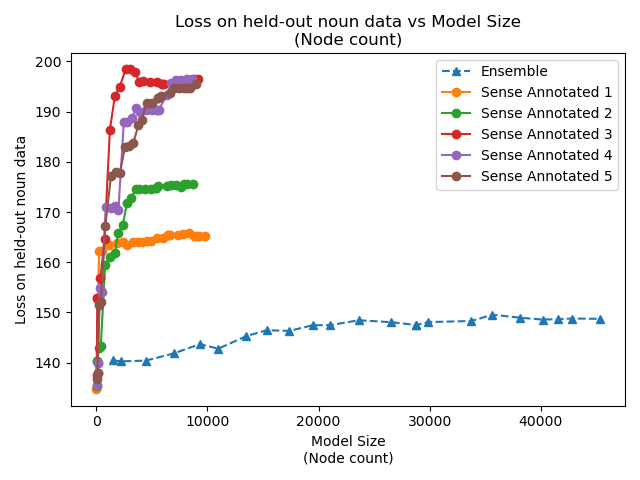 Loss on held-out noun data vs Model Size
(Node count)
Loss on held-out noun data
200
190
180
170
160
150
140
0
10000
20000
30000
40000
Model Size
(Node count)
Ensemble
Sense Annotated 1
Sense Annotated 2
Sense Annotated 3
Sense Annotated 4
Sense Annotated 5